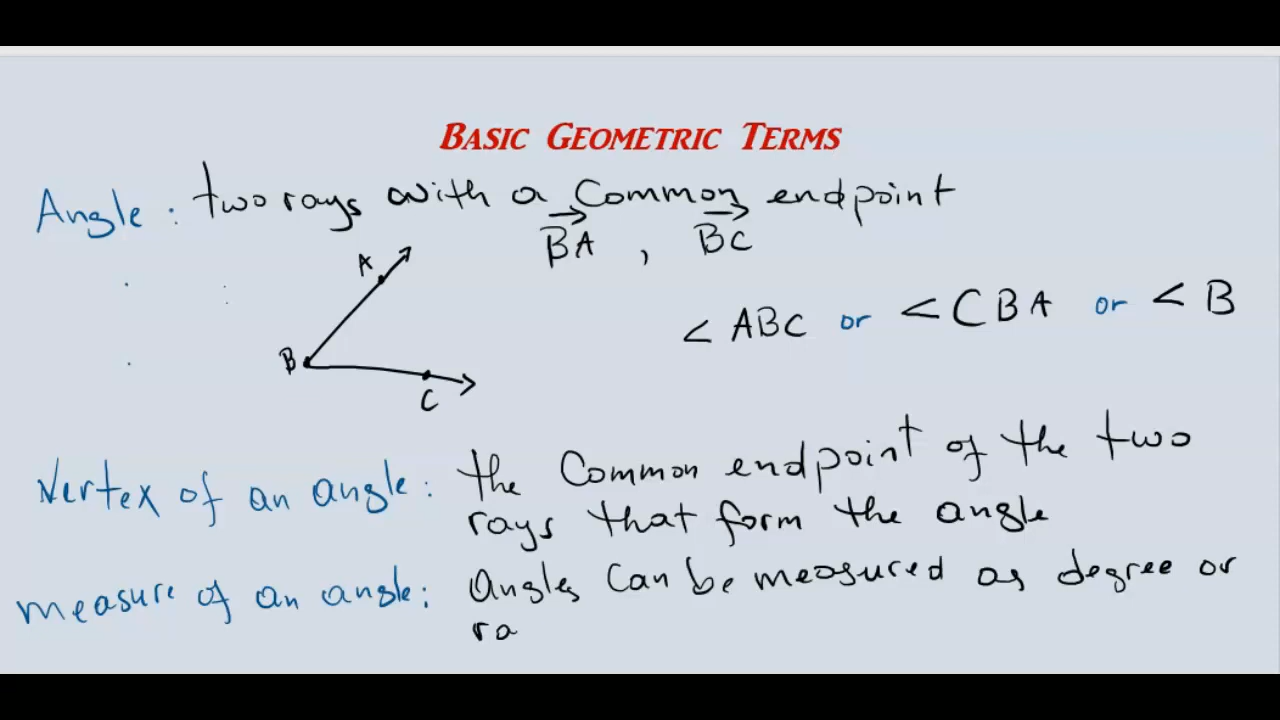 BASIC GEOMETRIC TERMS
Angle: two rays with a Common endpoint
BA, BC
A
B
C
< ABC or < CBA or < B
Vertex of an angle: the Common endpoint of the two
rays that form the angle
measure of an angle: Angles Can be measured as degree or
ra